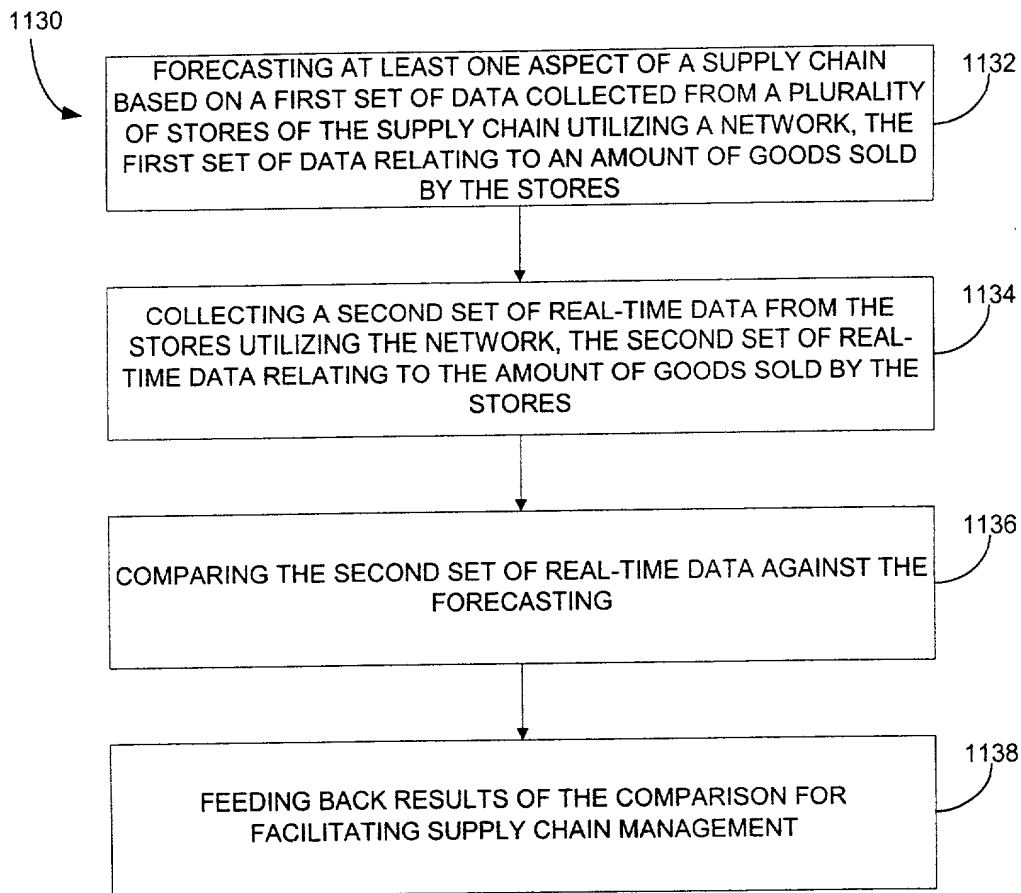 1130
FORECASTING AT LEAST ONE ASPECT OF A SUPPLY CHAIN
BASED ON A FIRST SET OF DATA COLLECTED FROM A PLURALITY
OF STORES OF THE SUPPLY CHAIN UTILIZING A NETWORK, THE
FIRST SET OF DATA RELATING TO AN AMOUNT OF GOODS SOLD
BY THE STORES
1132
COLLECTING A SECOND SET OF REAL-TIME DATA FROM THE
STORES UTILIZING THE NETWORK, THE SECOND SET OF REAL-
TIME DATA RELATING TO THE AMOUNT OF GOODS SOLD BY THE
STORES
1134
COMPARING THE SECOND SET OF REAL-TIME DATA AGAINST THE
FORECASTING
1136
FEEDING BACK RESULTS OF THE COMPARISON FOR
FACILITATING SUPPLY CHAIN MANAGEMENT
1138